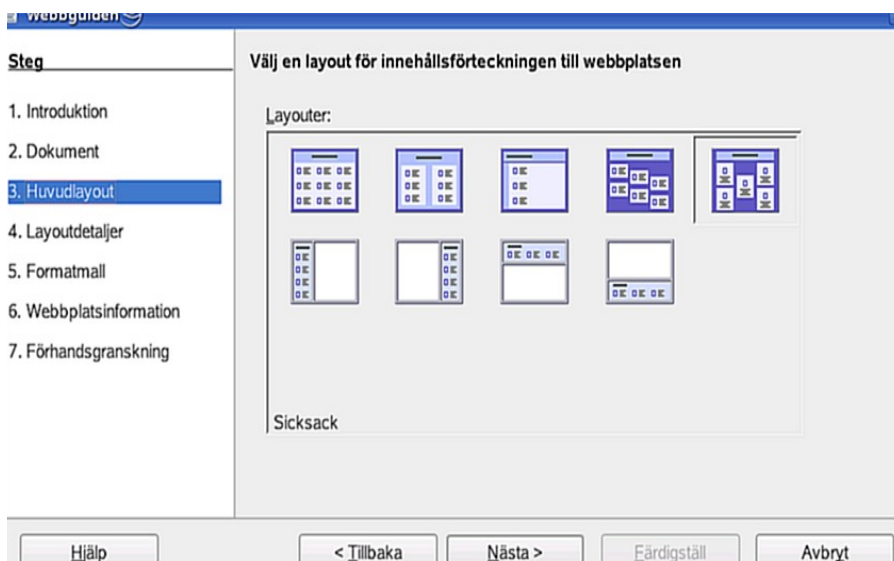 Webbguiden
Steg
1. Introduktion
2. Dokument
3. Huvudlayout
4. Layoutdetaljer
5. Formatmall
6. Webbplatsinformation
7. Förhandsgranskning
Välj en layout för innehållsförteckningen till webbplatsen
Layouter:
Sicksack
Hjälp
< Tillbaka
Nästa >
Färdigställ
Avbryt